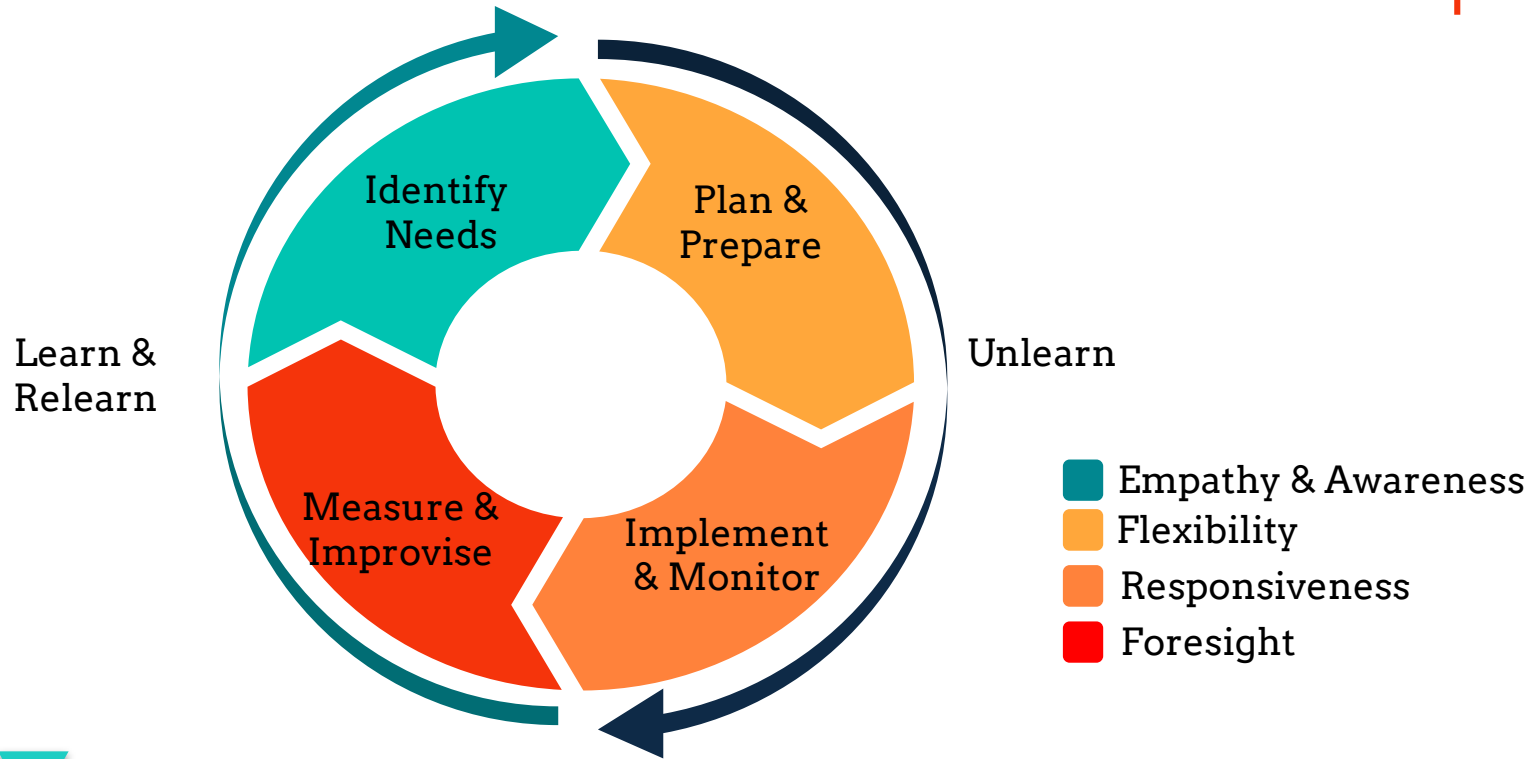 Identify
Needs
Plan &
Prepare
Learn &
Relearn
Unlearn
Measure &
Improvise
Implement
& Monitor
Empathy & Awareness
Flexibility
Responsiveness
Foresight